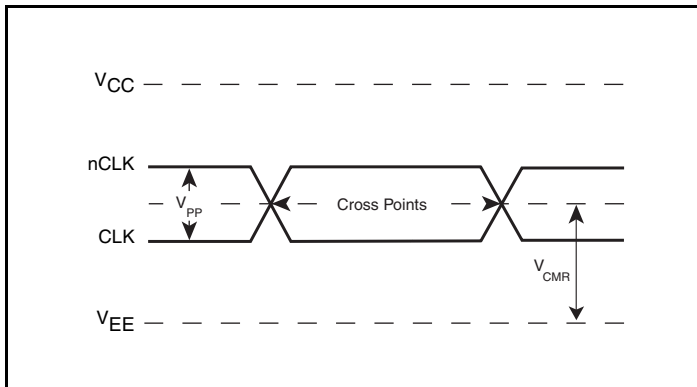 VCC
nCLK
VPP
Cross Points
CLK
VCMR
VEE